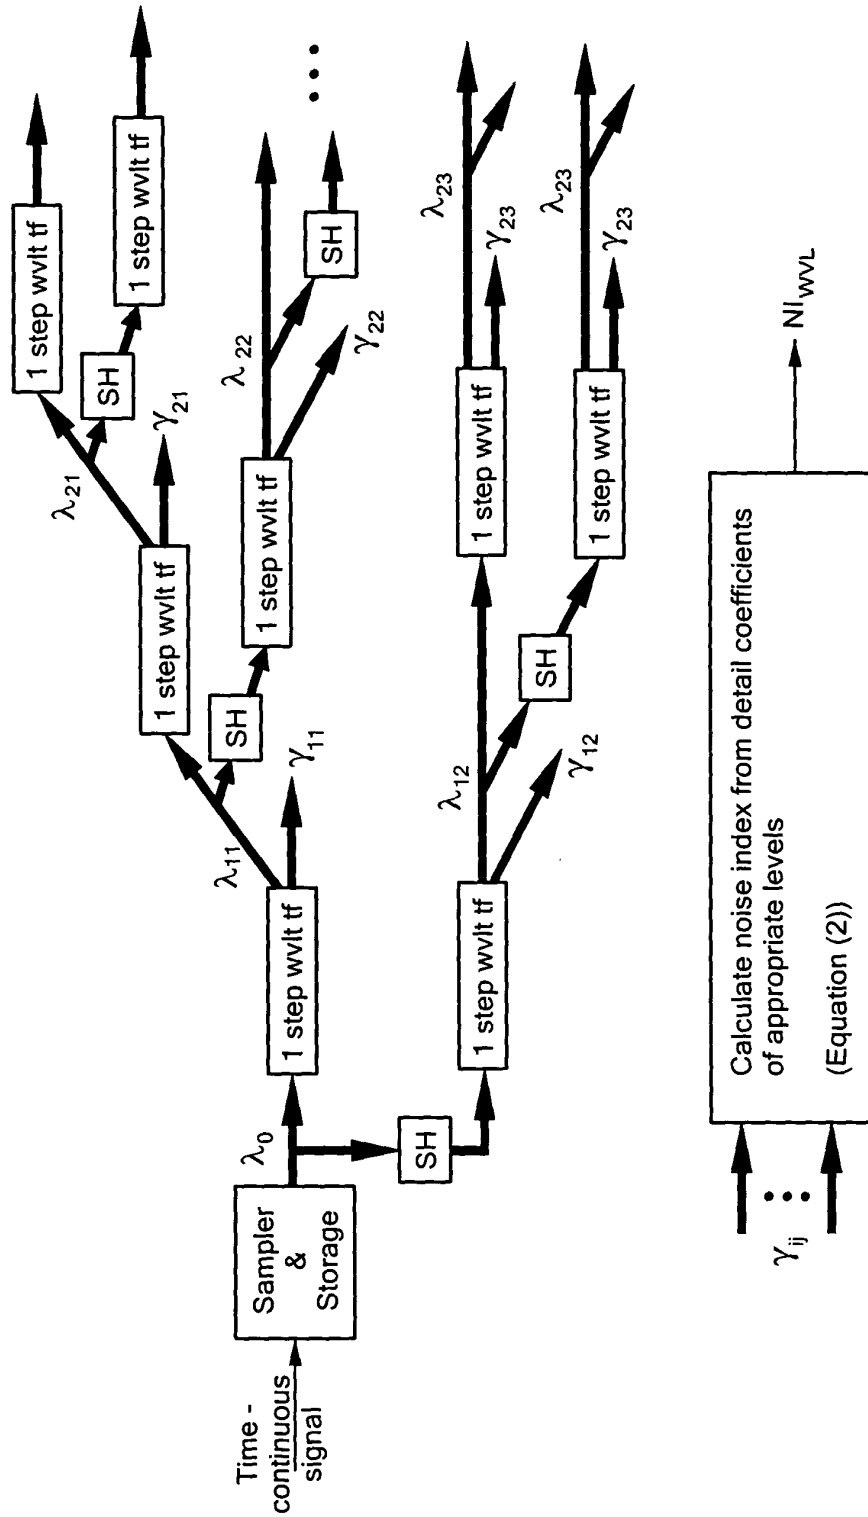 Time -
continuous
signal
Sampler
&
Storage
λ0
SH
1 step wvlt tf
λ11
γ11
SH
1 step wvlt tf
λ21
γ21
SH
1 step wvlt tf
1 step wvlt tf
1 step wvlt tf
λ22
γ22
SH
...
1 step wvlt tf
λ12
γ12
SH
1 step wvlt tf
λ23
γ23
1 step wvlt tf
λ23
γ23
γij
...
Calculate noise index from detail coefficients
of appropriate levels
(Equation (2))
NIWVL